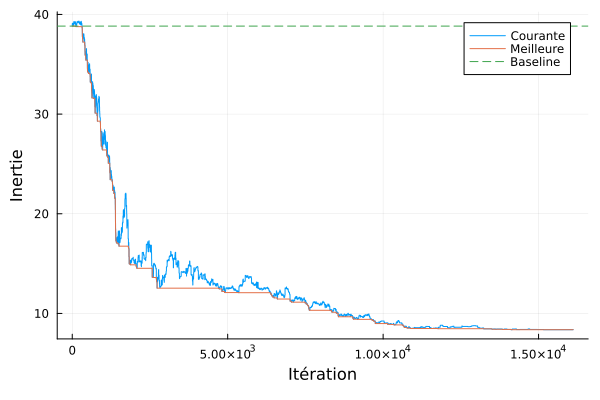 40
30
20
10
Inertie
Courante
Meilleure
Baseline
0
5.00×10³
1.00×10⁴
1.50×10⁴
Itération